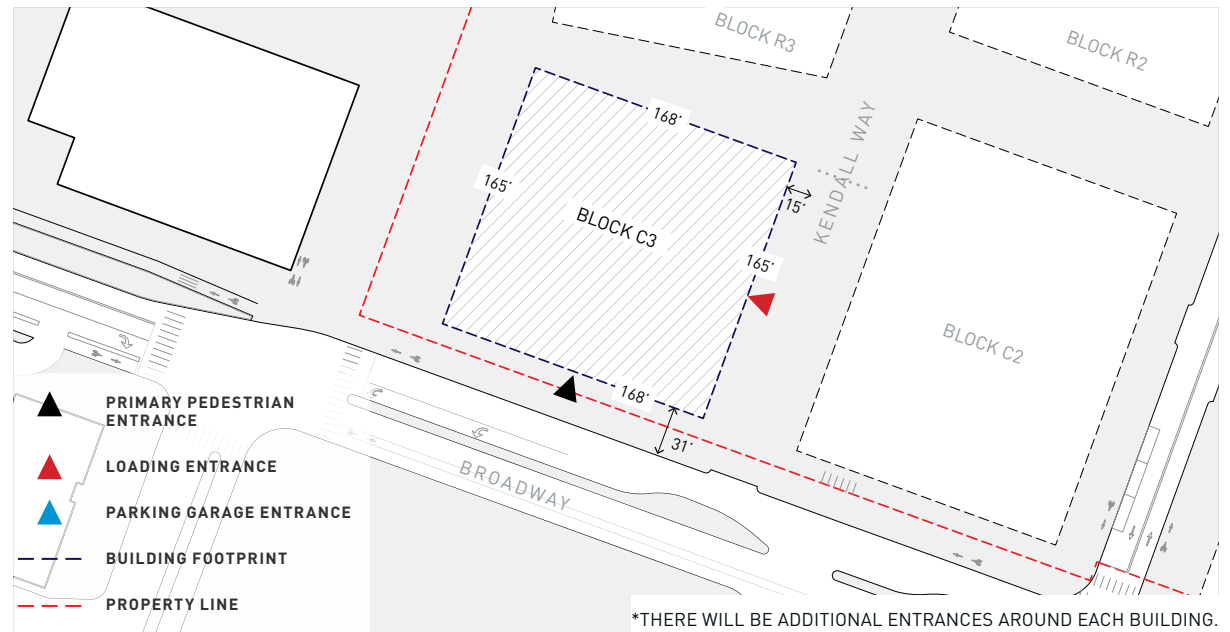 BLOCK R3
BLOCK R2
168'
KENDALL WAY
165'
15'
BLOCK C3
165'
BLOCK C2
168'
31'
BROADWAY
PRIMARY PEDESTRIAN
ENTRANCE
LOADING ENTRANCE
PARKING GARAGE ENTRANCE
BUILDING FOOTPRINT
PROPERTY LINE
*THERE WILL BE ADDITIONAL ENTRANCES AROUND EACH BUILDING.